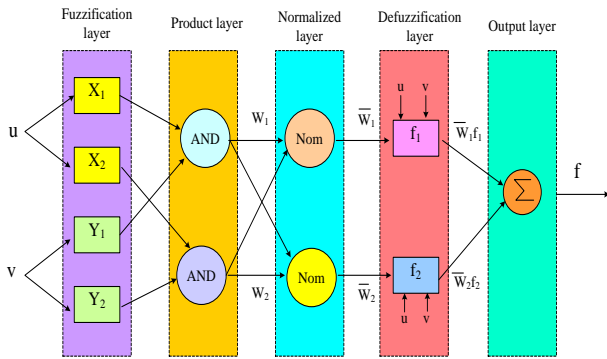 Fuzzification layer
Product layer
Normalized layer
Defuzzification layer
Output layer
u
v
X1
X2
Y1
Y2
AND
AND
W1
W2
Nom
Nom
W̅1
W̅2
u v
f1
f2
u v
W̅1f1
W̅2f2
Σ
f